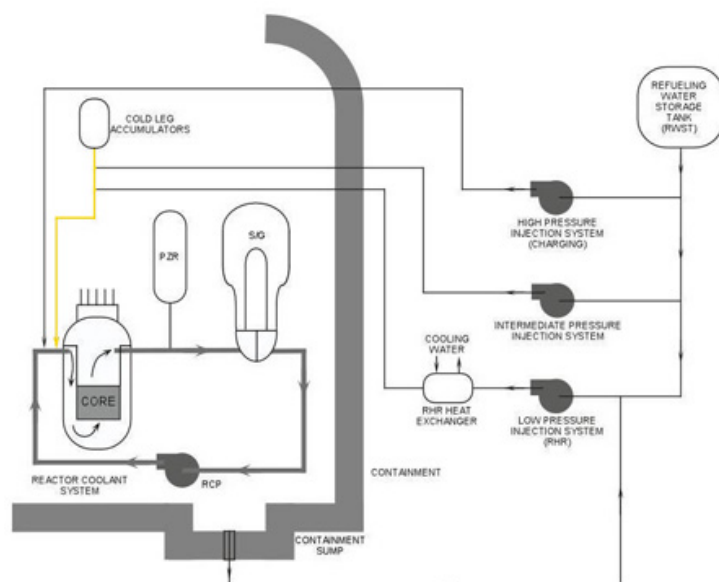 REFUELING
WATER
STORAGE
TANK
(RWST)
COLD LEG
ACCUMULATORS
HIGH PRESSURE
INJECTION SYSTEM
(CHARGING)
PZR
S/G
INTERMEDIATE PRESSURE
INJECTION SYSTEM
COOLING
WATER
RHR HEAT
EXCHANGER
LOW PRESSURE
INJECTION SYSTEM
(RHR)
CORE
REACTOR COOLANT
SYSTEM
RCP
CONTAINMENT
CONTAINMENT
SUMP